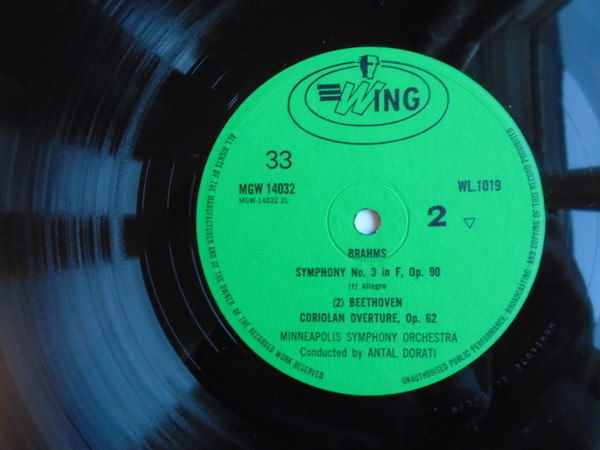 WING
33
MGW 14032
MGW-14032 2L
WL.1019
2
BRAHMS
SYMPHONY No. 3 in F, Op. 90
(1) Allegro
(2) BEETHOVEN
CORIOLAN OVERTURE, Op. 62
MINNEAPOLIS SYMPHONY ORCHESTRA
Conducted by ANTAL DORATI
ALL RIGHTS OF THE MANUFACTURER AND OF THE OWNER OF THE RECORDED WORK RESERVED
UNAUTHORISED PUBLIC PERFORMANCE, BROADCASTING AND COPYING OF THIS RECORD PROHIBITED